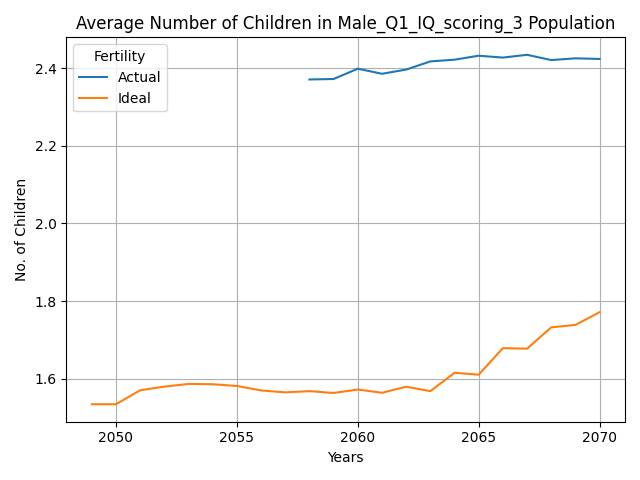 Average Number of Children in Male_Q1_IQ_scoring_3 Population
Fertility
Actual
Ideal
No. of Children
2.4
2.2
2.0
1.8
1.6
2050
2055
2060
2065
2070
Years